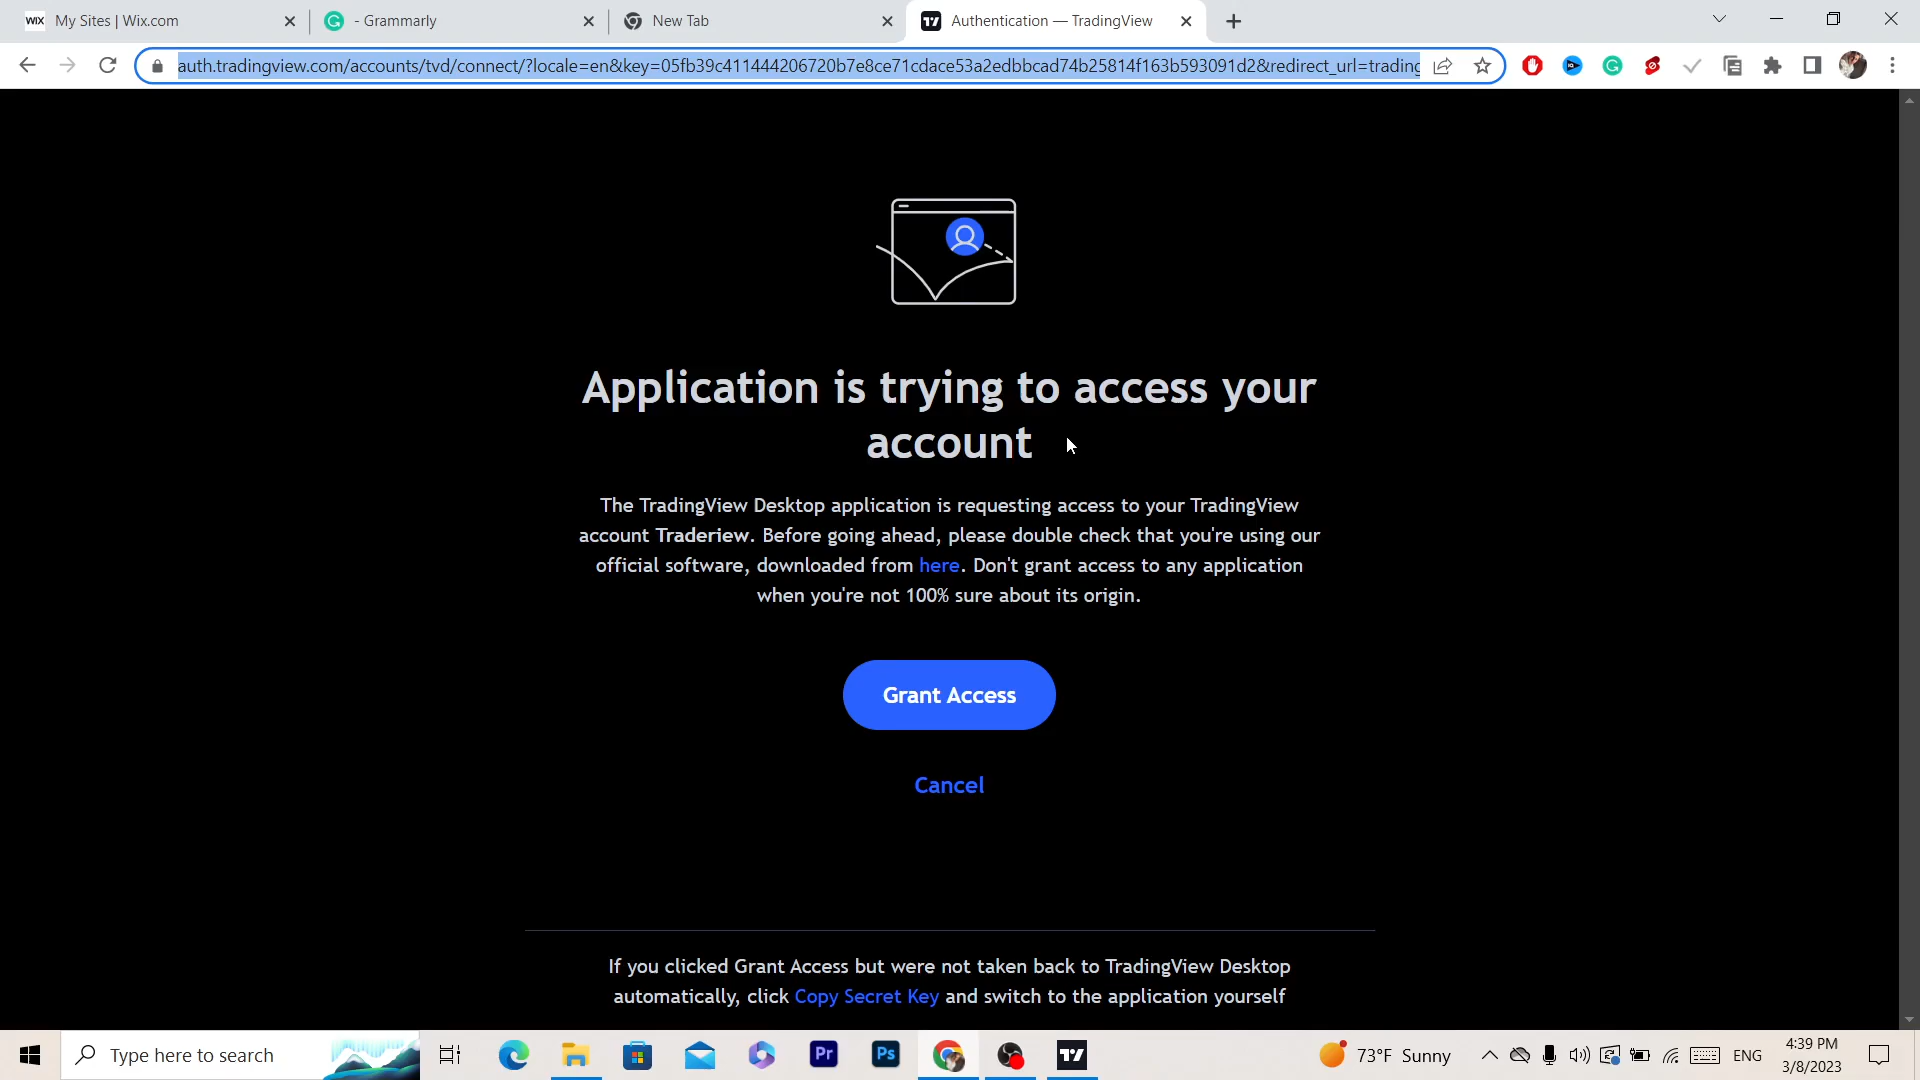 WIX My Sites | Wix.com
- Grammarly
New Tab
Authentication — TradingView
auth.tradingview.com/accounts/tvd/connect/?locale=en&key=05fb39c411444206720b7e8ce71cdace53a2edbbcad74b25814f163b593091d2&redirect_url=trading
Application is trying to access your
account
The TradingView Desktop application is requesting access to your TradingView
account Traderiew. Before going ahead, please double check that you're using our
official software, downloaded from here. Don't grant access to any application
when you're not 100% sure about its origin.
Grant Access
Cancel
If you clicked Grant Access but were not taken back to TradingView Desktop
automatically, click Copy Secret Key and switch to the application yourself
Type here to search
Pr
Ps
73°F Sunny
ENG
4:39 PM
3/8/2023